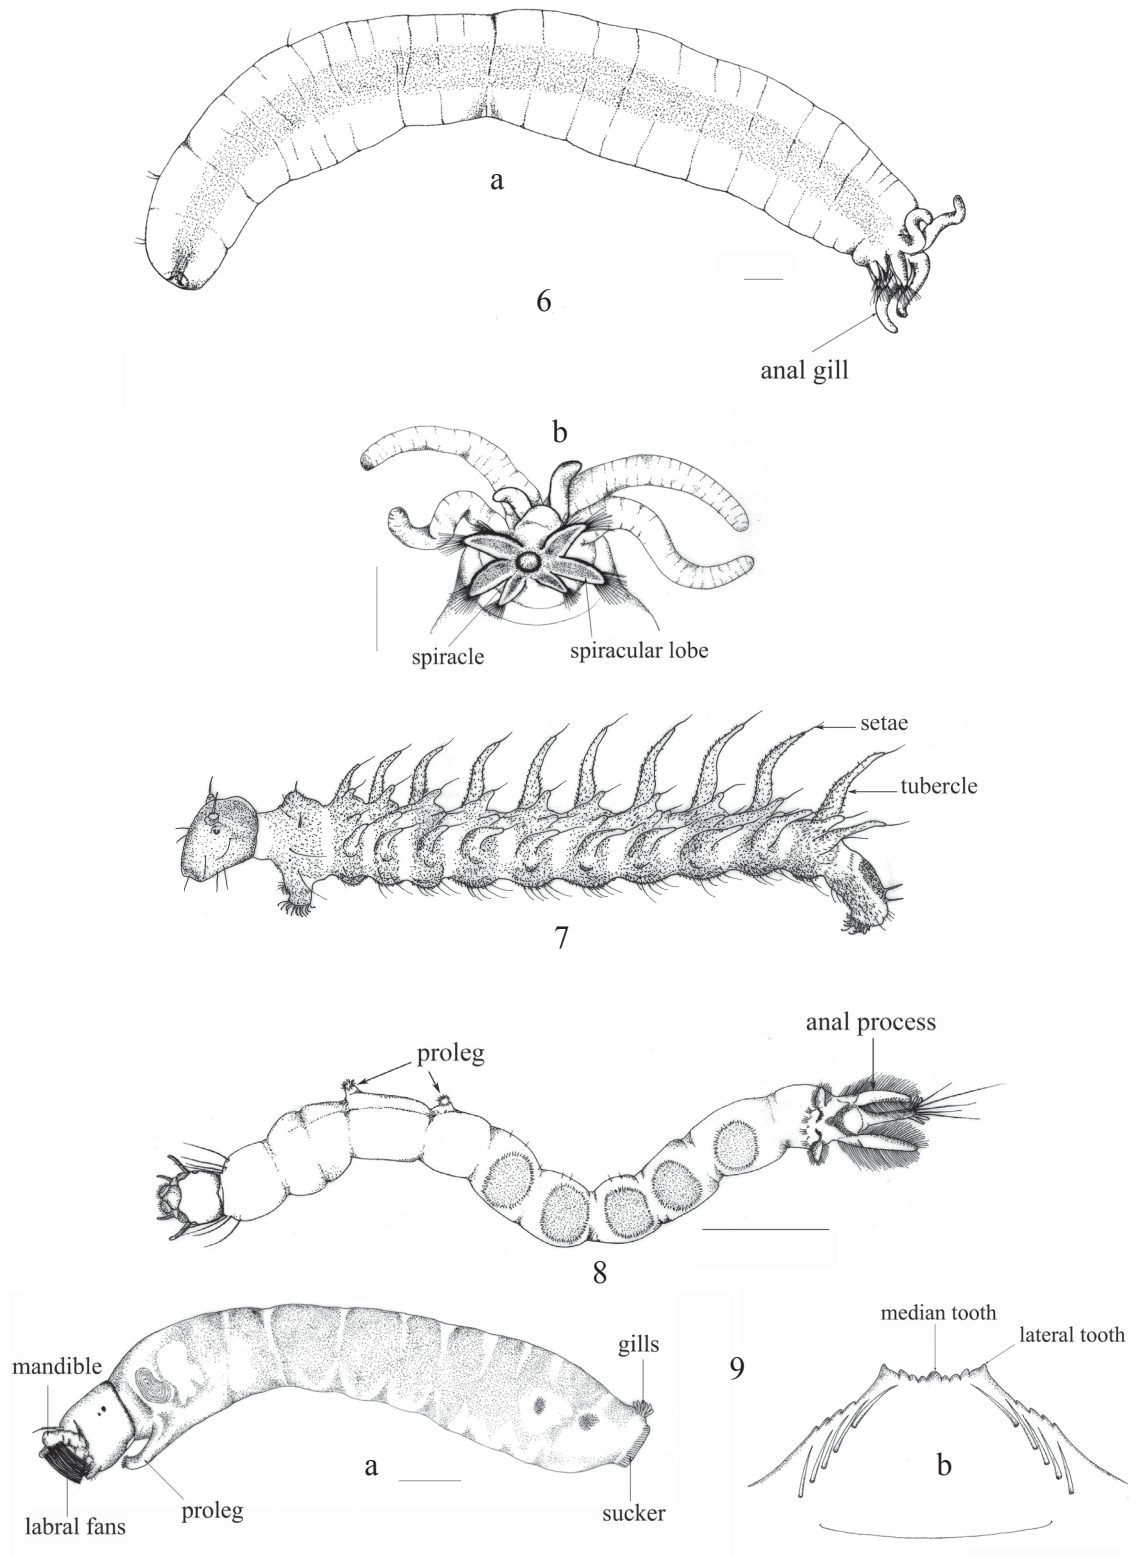 a
6
anal gill
b
spiracle
spiracular lobe
setae
tubercle
7
anal process
proleg
8
median tooth
lateral tooth
gills
mandible
9
a
b
proleg
sucker
labral fans